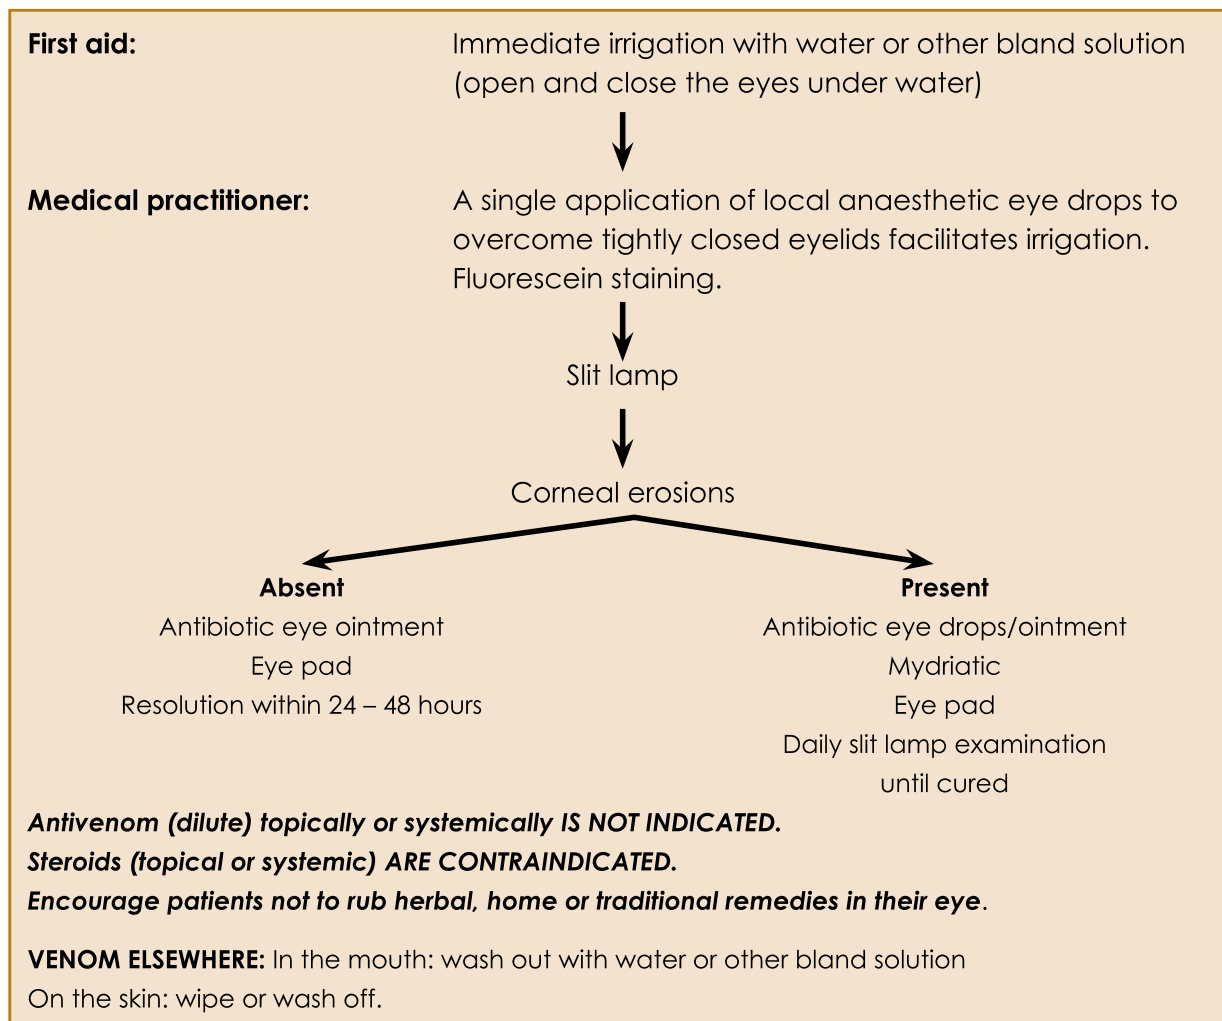 First aid: Immediate irrigation with water or other bland solution
(open and close the eyes under water)
Medical practitioner: A single application of local anaesthetic eye drops to
overcome tightly closed eyelids facilitates irrigation.
Fluorescein staining.
Slit lamp
Corneal erosions
Absent
Antibiotic eye ointment
Eye pad
Resolution within 24 – 48 hours
Present
Antibiotic eye drops/ointment
Mydriatic
Eye pad
Daily slit lamp examination
until cured
Antivenom (dilute) topically or systemically IS NOT INDICATED.
Steroids (topical or systemic) ARE CONTRAINDICATED.
Encourage patients not to rub herbal, home or traditional remedies in their eye.
VENOM ELSEWHERE: In the mouth: wash out with water or other bland solution
On the skin: wipe or wash off.